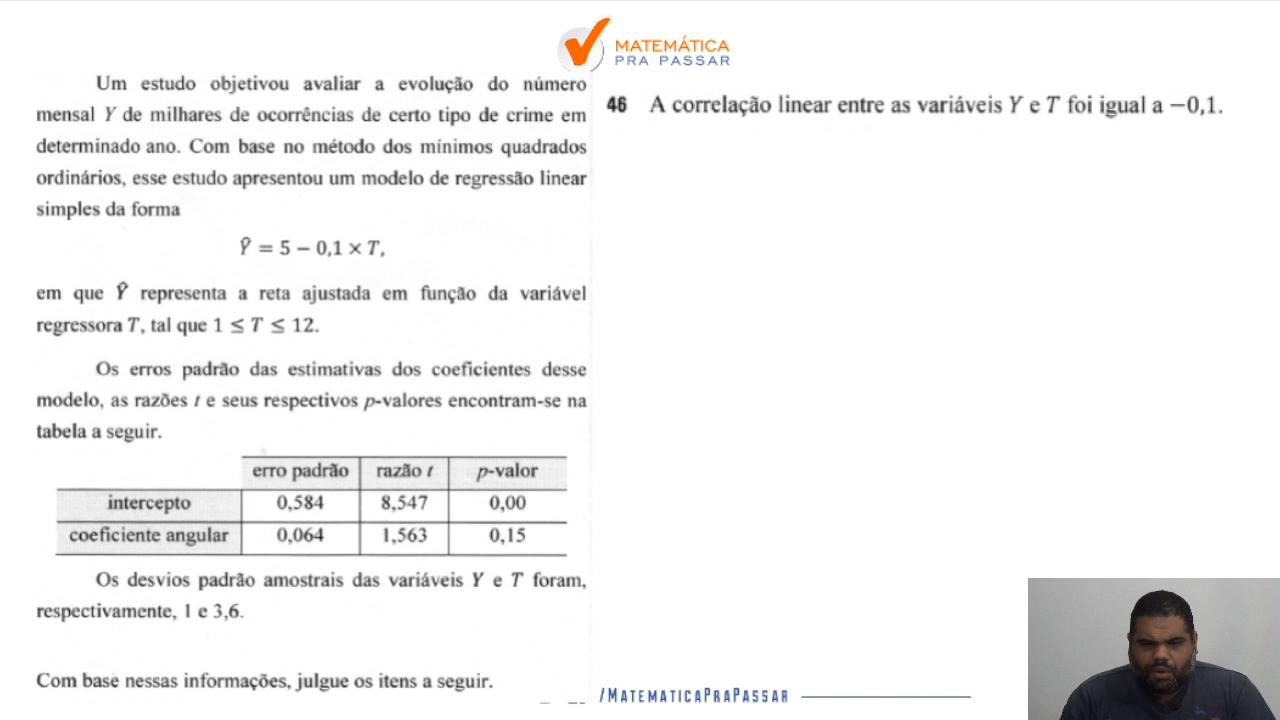 MATEMÁTICA
PRA PASSAR
Um estudo objetivou avaliar a evolução do número
mensal Y de milhares de ocorrências de certo tipo de crime em
determinado ano. Com base no método dos mínimos quadrados
ordinários, esse estudo apresentou um modelo de regressão linear
simples da forma
Ŷ = 5 − 0,1 × T,
em que Ŷ representa a reta ajustada em função da variável
regressora T, tal que 1 ≤ T ≤ 12.
Os erros padrão das estimativas dos coeficientes desse
modelo, as razões t e seus respectivos p-valores encontram-se na
tabela a seguir.
erro padrão razão t p-valor
intercepto 0,584 8,547 0,00
coeficiente angular 0,064 1,563 0,15
Os desvios padrão amostrais das variáveis Y e T foram,
respectivamente, 1 e 3,6.
Com base nessas informações, julgue os itens a seguir.
46 A correlação linear entre as variáveis Y e T foi igual a −0,1.
/MATEMATICAPRAPASSAR